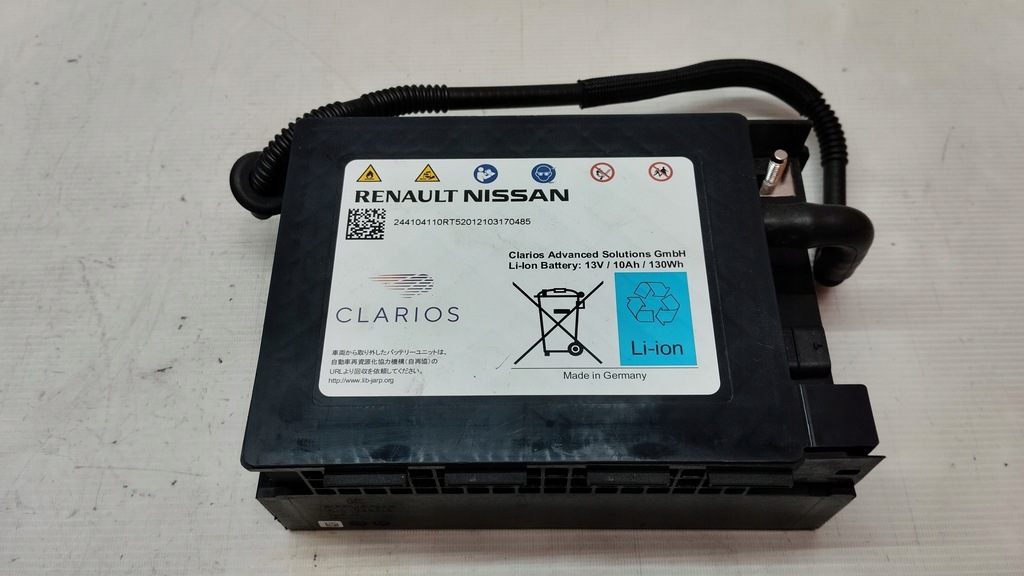 RENAULT NISSAN
244104110RT52012103170485
Clarios Advanced Solutions GmbH
Li-Ion Battery: 13V / 10Ah / 130Wh
CLARIOS
Li-ion
車両から取り外したバッテリーユニットは、
自動車再資源化協力機構（自再協）の
URLより回収を依頼してください。
http://www.lib-jarp.org
Made in Germany